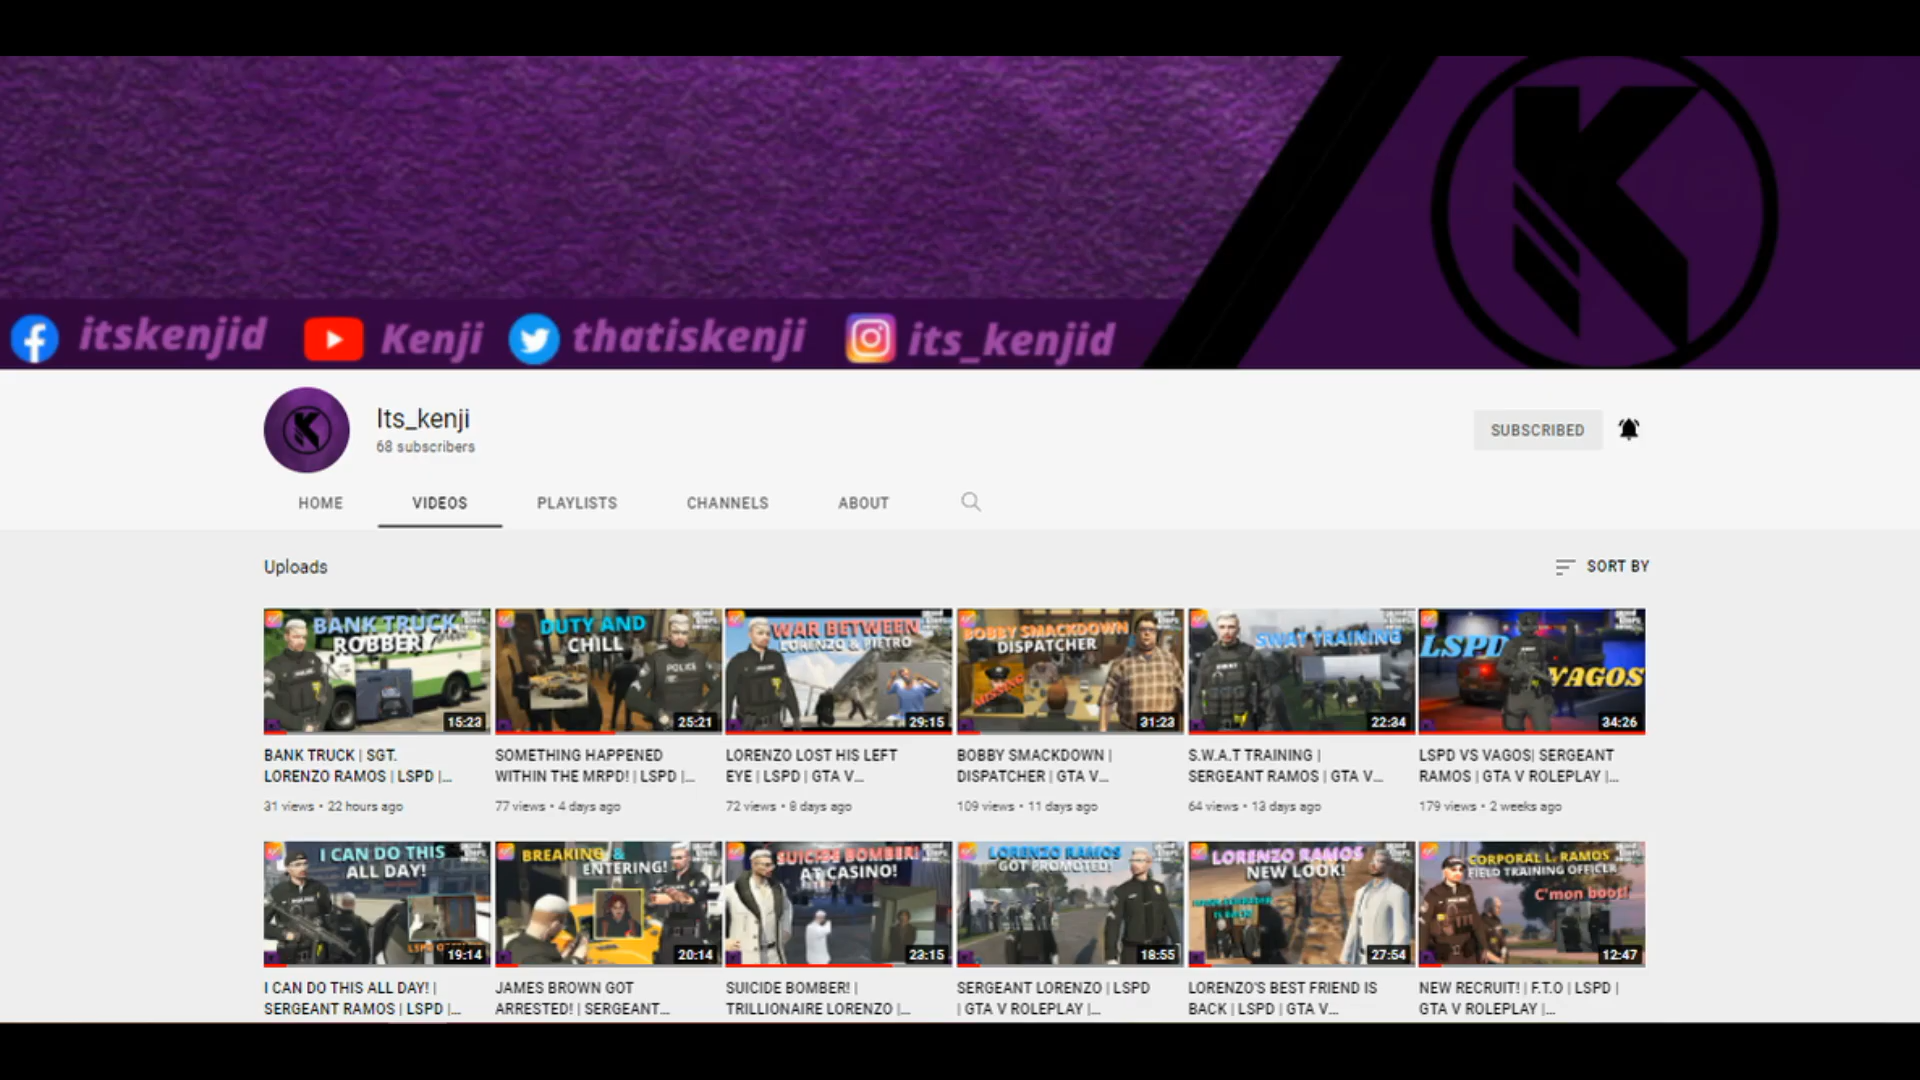 itskenjid Kenji thatiskenji its_kenjid
Its_kenji
68 subscribers
SUBSCRIBED
HOME VIDEOS PLAYLISTS CHANNELS ABOUT
Uploads
SORT BY
BANK TRUCK
ROBBERY
15:23
DUTY AND
CHILL
POLICE
25:21
WAR BETWEEN
LORENZO & PIETRO
29:15
BOBBY SMACKDOWN
DISPATCHER
MISSING
31:23
SWAT TRAINING
22:34
LSPD
VAGOS
34:26
BANK TRUCK | SGT.
LORENZO RAMOS | LSPD |...
31 views • 22 hours ago
SOMETHING HAPPENED
WITHIN THE MRPD! | LSPD |...
77 views • 4 days ago
LORENZO LOST HIS LEFT
EYE | LSPD | GTA V...
72 views • 8 days ago
BOBBY SMACKDOWN |
DISPATCHER | GTA V...
109 views • 11 days ago
S.W.A.T TRAINING |
SERGEANT RAMOS | GTA V...
64 views • 13 days ago
LSPD VS VAGOS| SERGEANT
RAMOS | GTA V ROLEPLAY |...
179 views • 2 weeks ago
I CAN DO THIS
ALL DAY!
19:14
BREAKING &
ENTERING!
20:14
SUICIDE BOMBER!
AT CASINO!
23:15
LORENZO RAMOS
GOT PROMOTED!
18:55
LORENZO RAMOS
NEW LOOK!
27:54
CORPORAL L. RAMOS
FIELD TRAINING OFFICER
C'mon boot!
12:47
I CAN DO THIS ALL DAY! |
SERGEANT RAMOS | LSPD |...
JAMES BROWN GOT
ARRESTED! | SERGEANT...
SUICIDE BOMBER! |
TRILLIONAIRE LORENZO |...
SERGEANT LORENZO | LSPD
| GTA V ROLEPLAY |...
LORENZO'S BEST FRIEND IS
BACK | LSPD | GTA V...
NEW RECRUIT! | F.T.O | LSPD |
GTA V ROLEPLAY |...